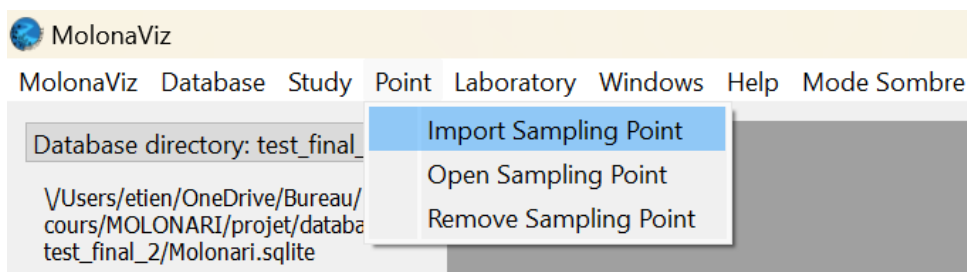 MolonaViz
MolonaViz Database Study Point Laboratory Windows Help Mode Sombre
Import Sampling Point
Open Sampling Point
Remove Sampling Point
Database directory: test_final_
\/Users/etien/OneDrive/Bureau/
cours/MOLONARI/projet/databa
test_final_2/Molonari.sqlite